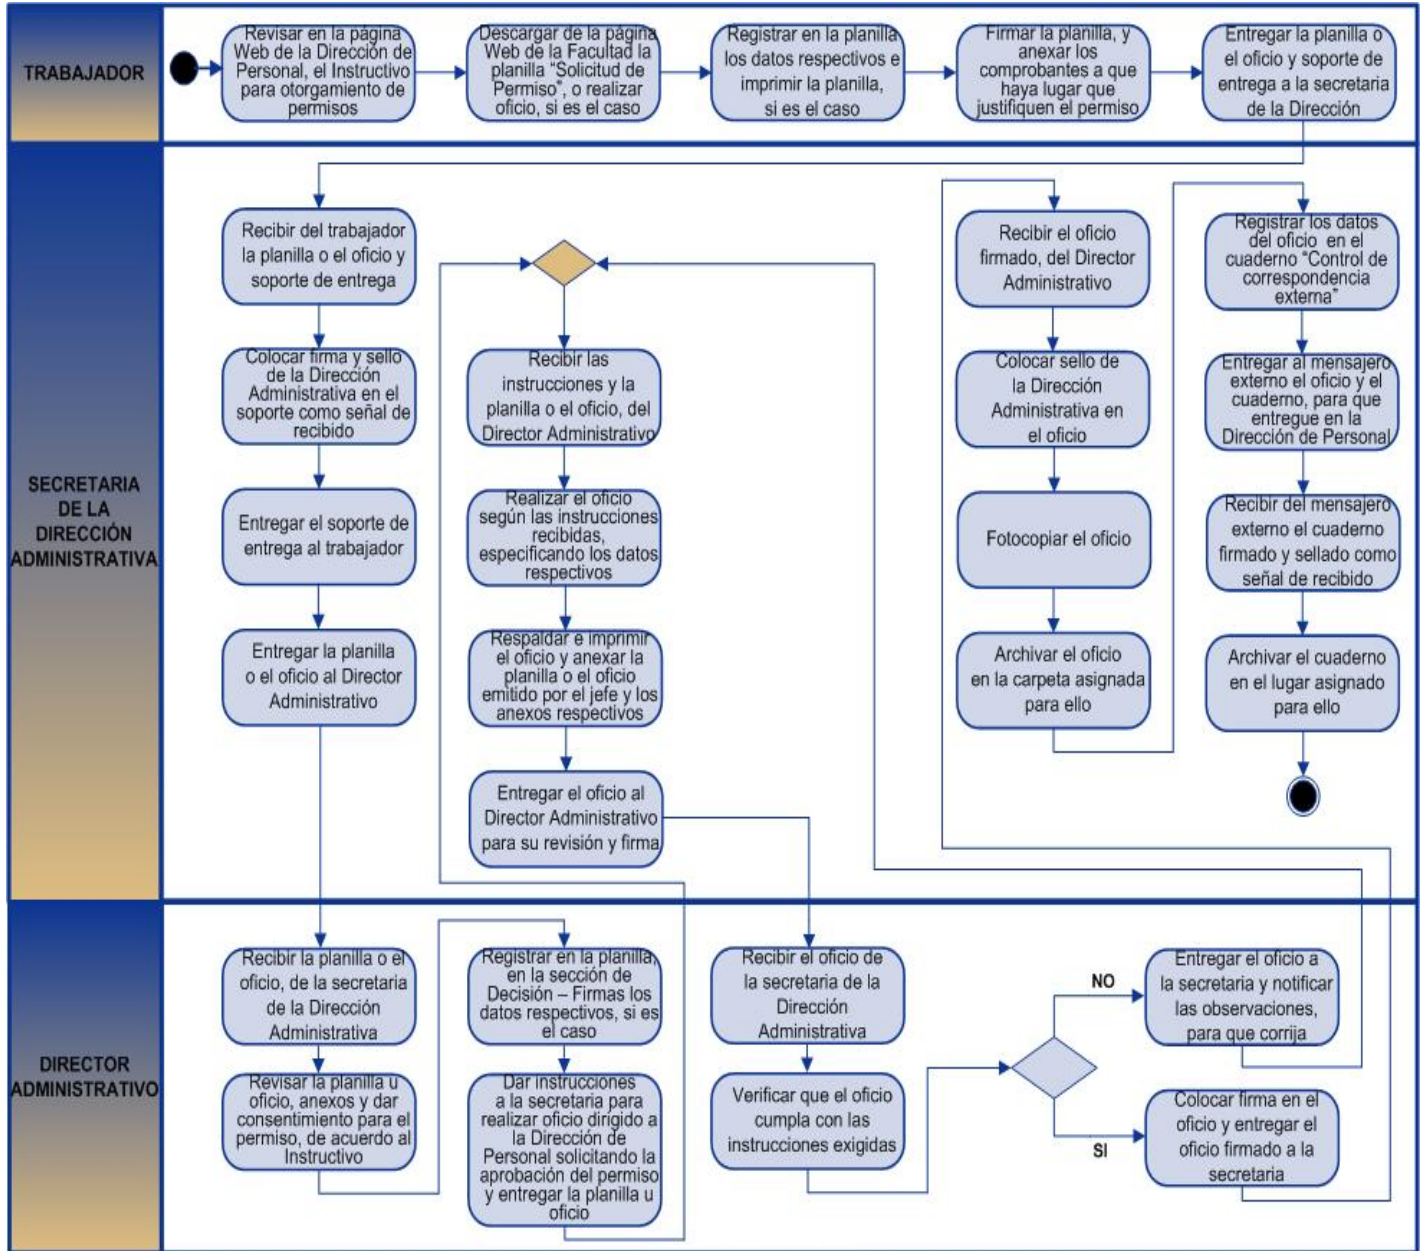 TRABAJADOR
Revisar en la página
Web de la Dirección de
Personal, el Instructivo
para otorgamiento de
permisos
Descargar de la página
Web de la Facultad la
planilla "Solicitud de
Permiso", o realizar
oficio, si es el caso
Registrar en la planilla
los datos respectivos e
imprimir la planilla,
si es el caso
Firmar la planilla, y
anexar los
comprobantes a que
haya lugar que
justifiquen el permiso
Entregar la planilla o
el oficio y soporte de
entrega a la secretaria
de la Dirección
SECRETARIA
DE LA
DIRECCIÓN
ADMINISTRATIVA
Recibir del trabajador
la planilla o el oficio y
soporte de entrega
Colocar firma y sello
de la Dirección
Administrativa en el
soporte como señal de
recibido
Entregar el soporte de
entrega al trabajador
Entregar la planilla
o el oficio al Director
Administrativo
Recibir las
instrucciones y la
planilla o el oficio, del
Director Administrativo
Realizar el oficio
según las instrucciones
recibidas,
especificando los datos
respectivos
Respaldar e imprimir
el oficio y anexar la
planilla o el oficio
emitido por el jefe y los
anexos respectivos
Entregar el oficio al
Director Administrativo
para su revisión y firma
Recibir el oficio
firmado, del Director
Administrativo
Colocar sello de
la Dirección
Administrativa en
el oficio
Fotocopiar el oficio
Archivar el oficio
en la carpeta asignada
para ello
Registrar los datos
del oficio en el
cuaderno "Control de
correspondencia
externa"
Entregar al mensajero
externo el oficio y el
cuaderno, para que
entregue en la
Dirección de Personal
Recibir del mensajero
externo el cuaderno
firmado y sellado como
señal de recibido
Archivar el cuaderno
en el lugar asignado
para ello
DIRECTOR
ADMINISTRATIVO
Recibir la planilla o el
oficio, de la secretaria
de la Dirección
Administrativa
Revisar la planilla u
oficio, anexos y dar
consentimiento para el
permiso, de acuerdo al
Instructivo
Registrar en la planilla,
en la sección de
Decisión – Firmas los
datos respectivos, si es
el caso
Dar instrucciones
a la secretaria para
realizar oficio dirigido a
la Dirección de
Personal solicitando la
aprobación del permiso
y entregar la planilla u
oficio
Recibir el oficio de
la secretaria de la
Dirección
Administrativa
Verificar que el oficio
cumpla con las
instrucciones exigidas
NO
SI
Entregar el oficio a
la secretaria y notificar
las observaciones,
para que corrija
Colocar firma en el
oficio y entregar el
oficio firmado a la
secretaria